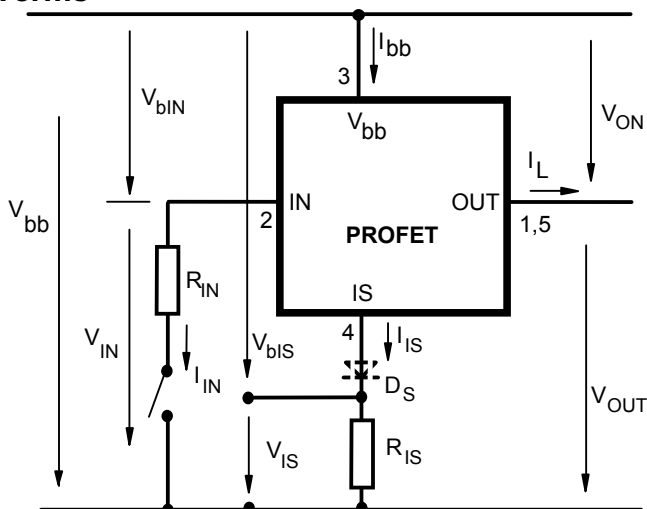 I_bb
3
V_bIN
V_bb
V_ON
I_L
IN
OUT
2
PROFET
1,5
V_bb
R_IN
IS
4
I_IS
V_IN
I_IN
V_bIS
D_S
V_OUT
V_IS
R_IS